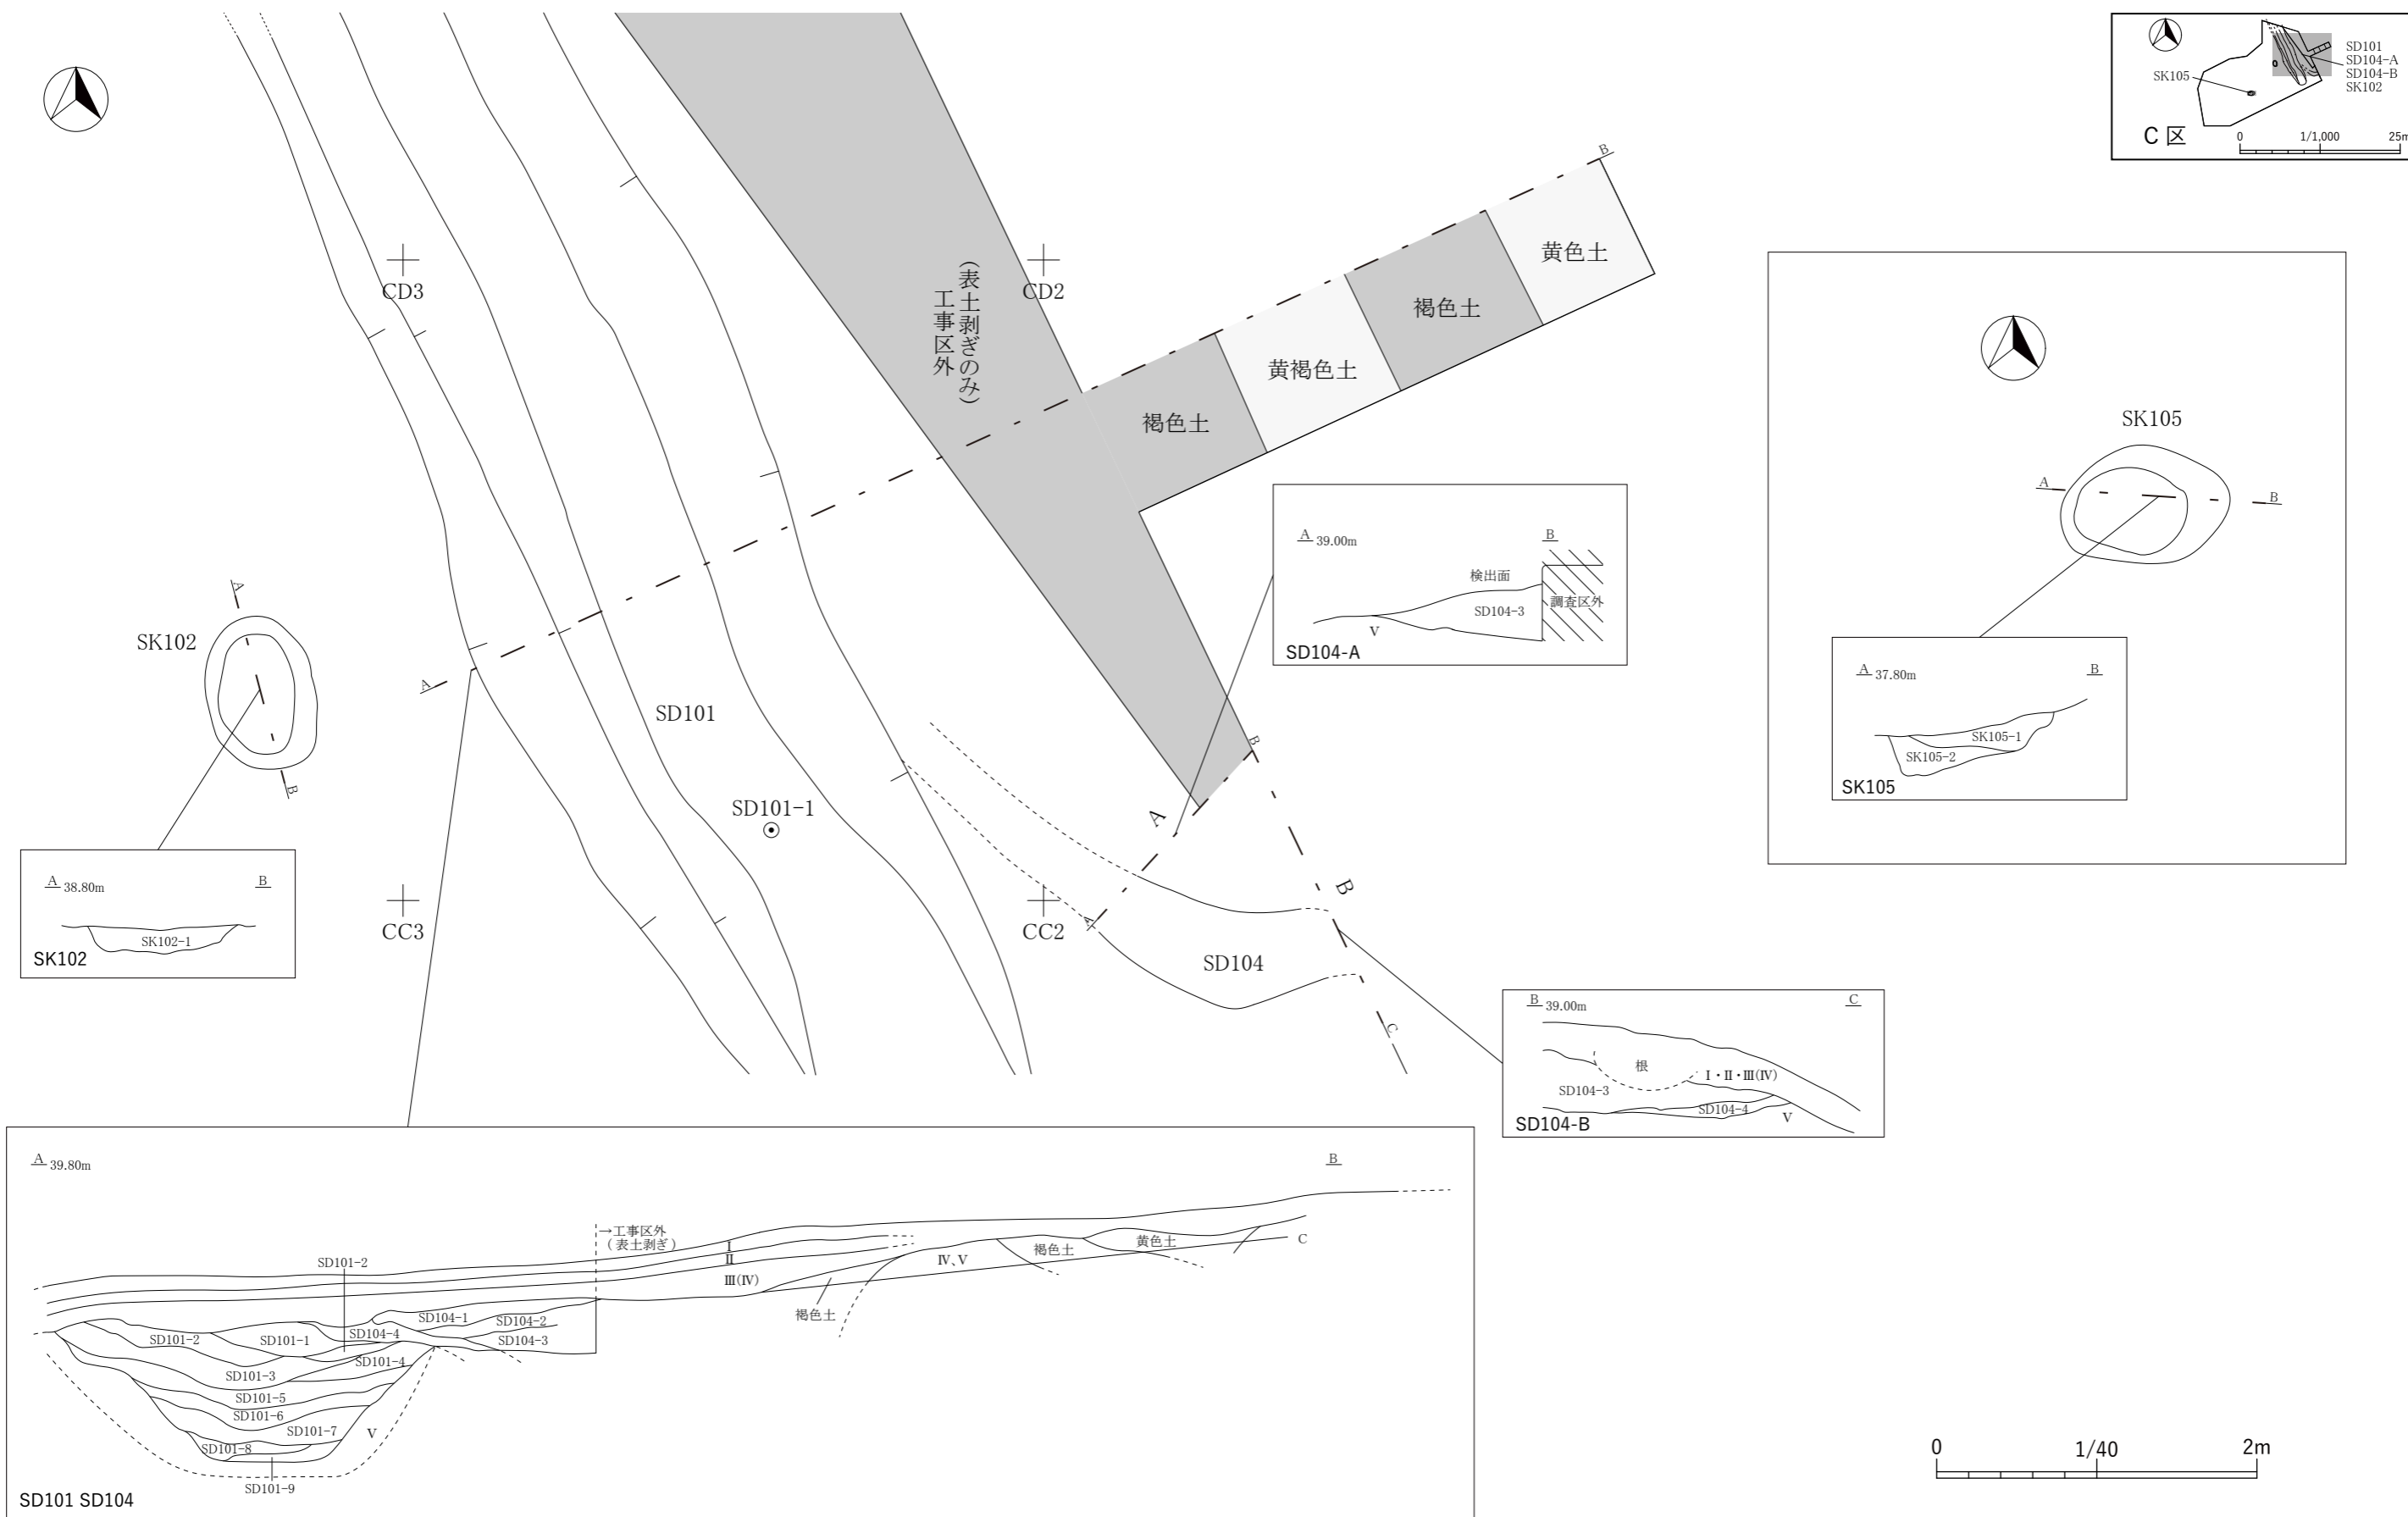 SD101
SD104-A
SD104-B
SK102
SK105
C 区
0
1/1,000
25m
CD3
CD2
(表土剥ぎのみ)
工事区外
B
黄色土
褐色土
黄褐色土
褐色土
A
SK102
B
A
SD101
SD101-1
CC3
CC2
A
B
A
B
C
SD104
A 38.80m
B
SK102-1
SK102
A 39.00m
B
検出面
SD104-3
調査区外
V
SD104-A
SK105
A
B
A 37.80m
B
SK105-1
SK105-2
SK105
B 39.00m
C
根
I・II・III(IV)
SD104-3
SD104-4
V
SD104-B
A 39.80m
B
→工事区外
(表土剥ぎ)
I
II
III(IV)
IV、V
褐色土
黄色土
C
褐色土
SD101-2
SD104-1
SD104-2
SD104-3
SD104-4
SD101-2
SD101-1
SD101-4
SD101-3
SD101-5
SD101-6
SD101-7
V
SD101-8
SD101-9
SD101 SD104
0
1/40
2m